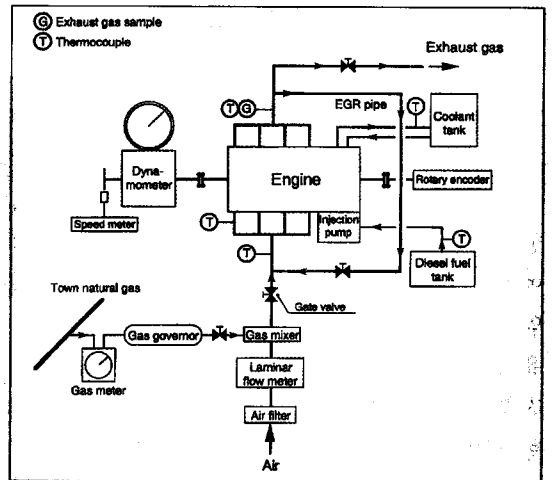 G Exhaust gas sample
T Thermocouple
Exhaust gas
T G
EGR pipe
T
Coolant
tank
Dyna-
mometer
Engine
Rotary encoder
Speed meter
T
Injection
pump
T
T
Diesel fuel
tank
Town natural gas
Gate valve
Gas governor
Gas mixer
Gas meter
Laminar
flow meter
Air filter
Air